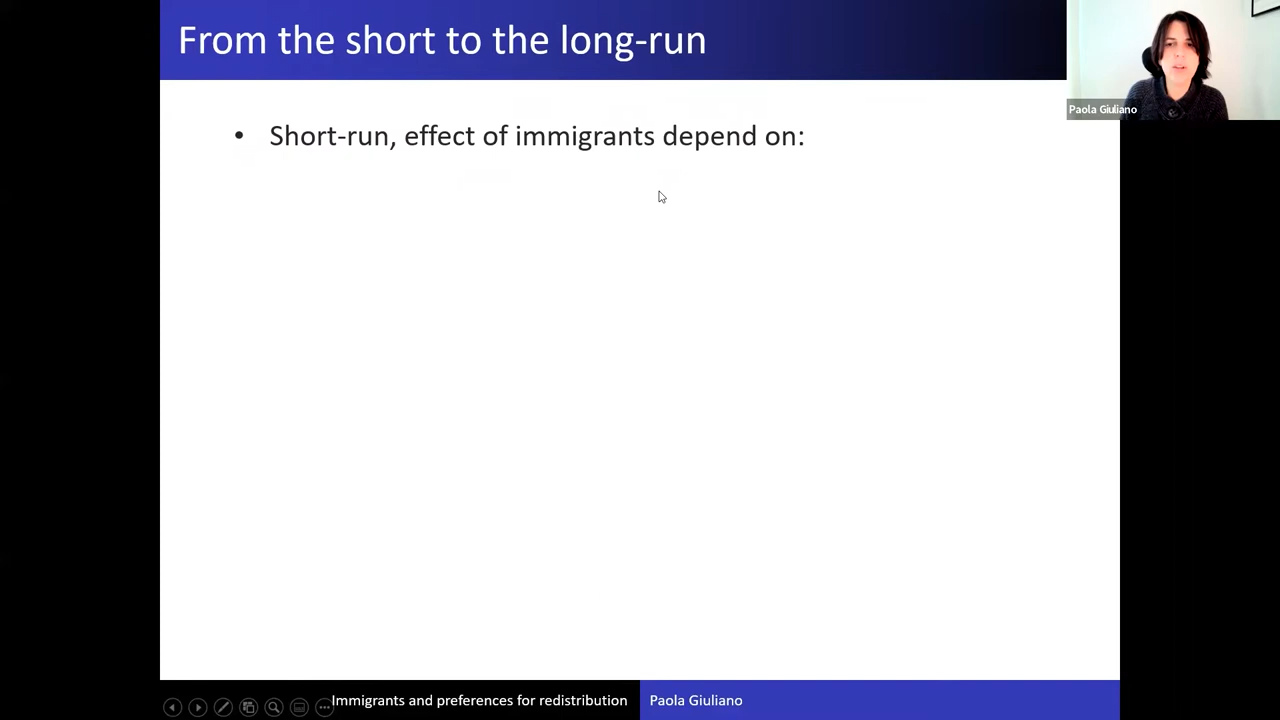 From the short to the long-run
Paola Giuliano
• Short-run, effect of immigrants depend on:
Immigrants and preferences for redistribution
Paola Giuliano